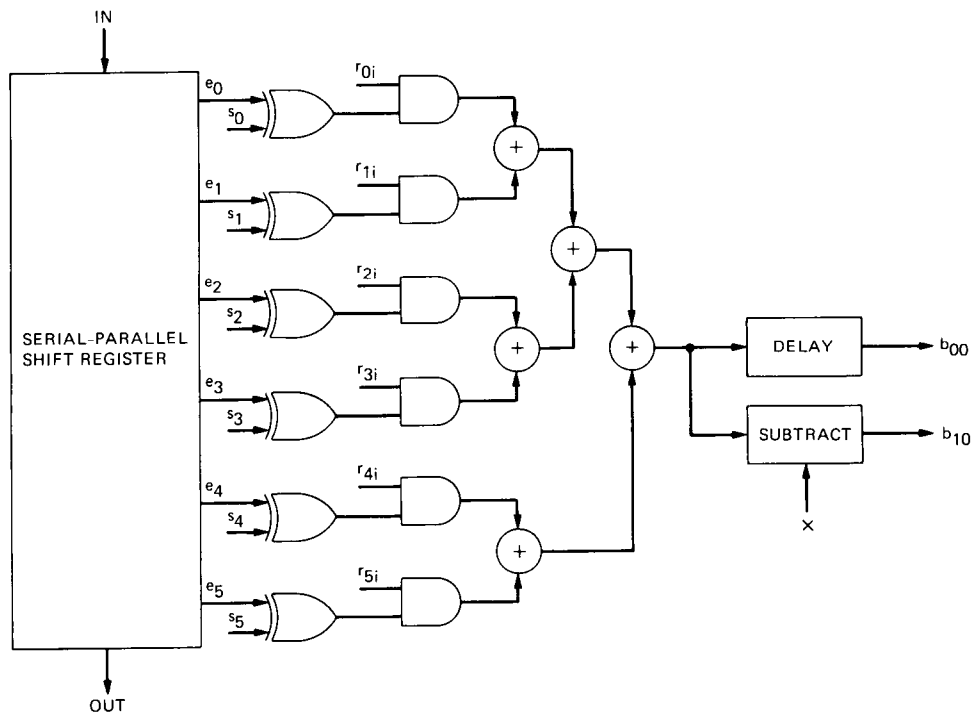 IN
e0
s0
r0i
+
e1
s1
r1i
+
e2
s2
r2i
+
SERIAL-PARALLEL
SHIFT REGISTER
+
DELAY
b00
e3
s3
r3i
+
SUBTRACT
b10
e4
s4
r4i
X
+
e5
s5
r5i
OUT